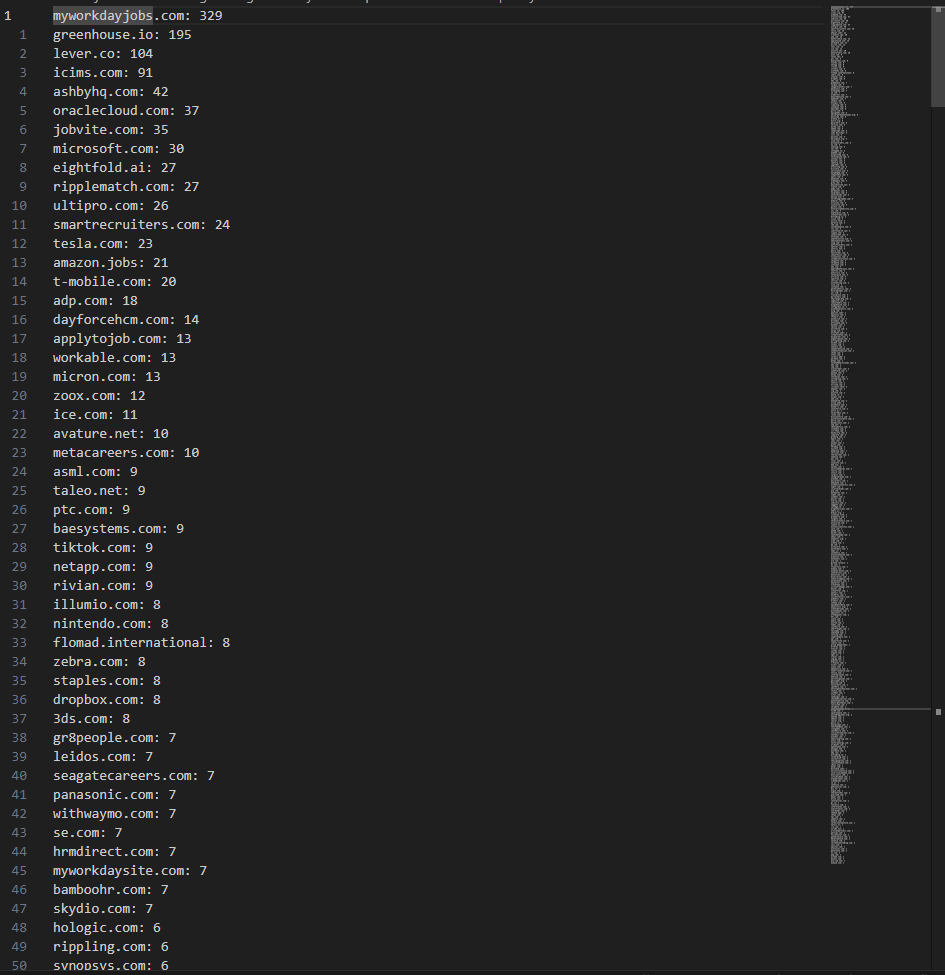 1 myworkdayjobs.com: 329
1 greenhouse.io: 195
2 lever.co: 104
3 icims.com: 91
4 ashbyhq.com: 42
5 oraclecloud.com: 37
6 jobvite.com: 35
7 microsoft.com: 30
8 eightfold.ai: 27
9 ripplematch.com: 27
10 ultipro.com: 26
11 smartrecruiters.com: 24
12 tesla.com: 23
13 amazon.jobs: 21
14 t-mobile.com: 20
15 adp.com: 18
16 dayforcehcm.com: 14
17 applytojob.com: 13
18 workable.com: 13
19 micron.com: 13
20 zoox.com: 12
21 ice.com: 11
22 avature.net: 10
23 metacareers.com: 10
24 asml.com: 9
25 taleo.net: 9
26 ptc.com: 9
27 baesystems.com: 9
28 tiktok.com: 9
29 netapp.com: 9
30 rivian.com: 9
31 illumio.com: 8
32 nintendo.com: 8
33 flomad.international: 8
34 zebra.com: 8
35 staples.com: 8
36 dropbox.com: 8
37 3ds.com: 8
38 gr8people.com: 7
39 leidos.com: 7
40 seagatecareers.com: 7
41 panasonic.com: 7
42 withwaymo.com: 7
43 se.com: 7
44 hrmdirect.com: 7
45 myworkdaysite.com: 7
46 bamboohr.com: 7
47 skydio.com: 7
48 hologic.com: 6
49 rippling.com: 6
50 synopsys.com: 6